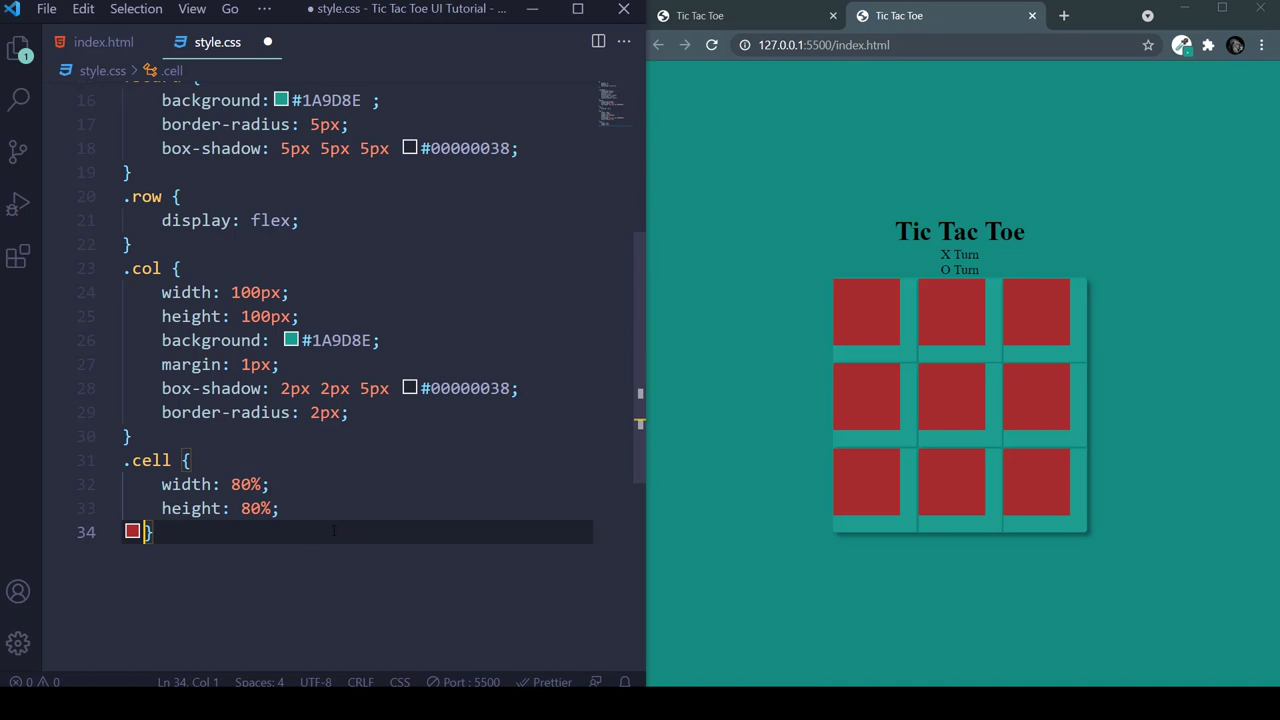 File Edit Selection View Go ··· ● style.css - Tic Tac Toe UI Tutorial - ...
index.html style.css
style.css > .cell
16 background: #1A9D8E ;
17 border-radius: 5px;
18 box-shadow: 5px 5px 5px #00000038;
19 }
20 .row {
21 display: flex;
22 }
23 .col {
24 width: 100px;
25 height: 100px;
26 background: #1A9D8E;
27 margin: 1px;
28 box-shadow: 2px 2px 5px #00000038;
29 border-radius: 2px;
30 }
31 .cell {
32 width: 80%;
33 height: 80%;
34 }
1
0 0 Ln 34, Col 1 Spaces: 4 UTF-8 CRLF CSS Port : 5500 Prettier
Tic Tac Toe Tic Tac Toe
127.0.0.1:5500/index.html
Tic Tac Toe
X Turn
O Turn